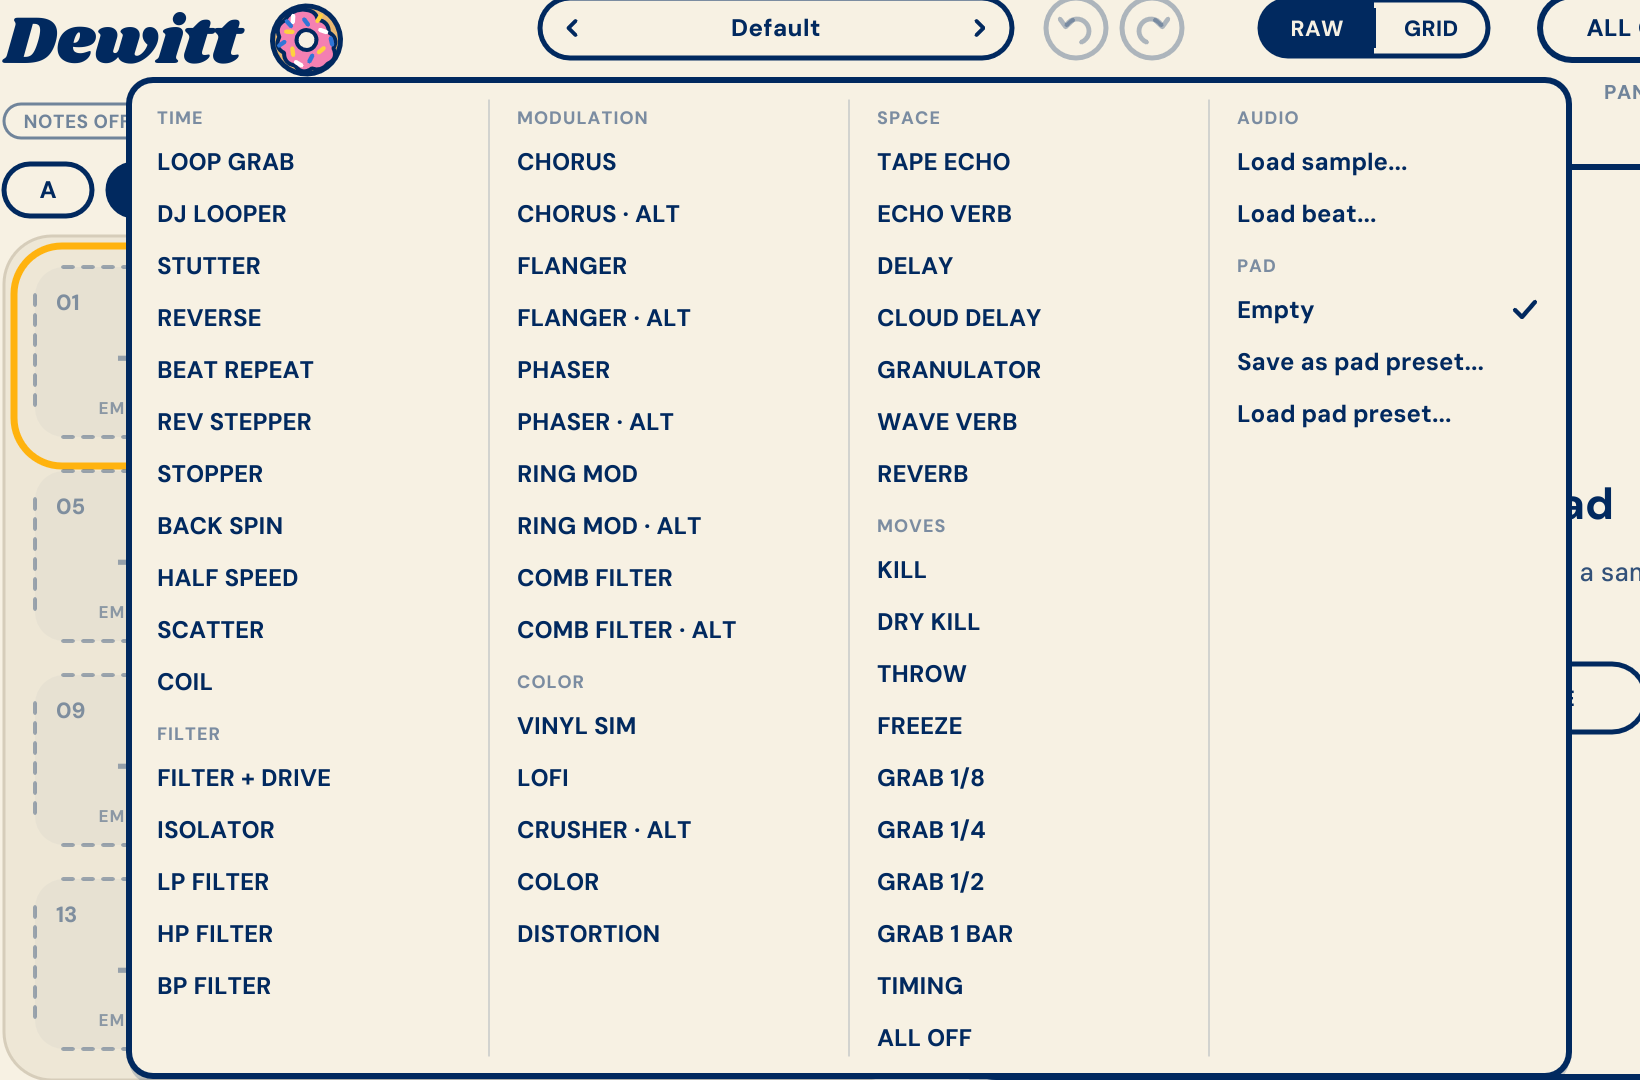 Dewitt
Default
RAW
GRID
ALL
PAN
NOTES OFF
A
TIME
LOOP GRAB
DJ LOOPER
STUTTER
REVERSE
BEAT REPEAT
REV STEPPER
STOPPER
BACK SPIN
HALF SPEED
SCATTER
COIL
FILTER
FILTER + DRIVE
ISOLATOR
LP FILTER
HP FILTER
BP FILTER
MODULATION
CHORUS
CHORUS · ALT
FLANGER
FLANGER · ALT
PHASER
PHASER · ALT
RING MOD
RING MOD · ALT
COMB FILTER
COMB FILTER · ALT
COLOR
VINYL SIM
LOFI
CRUSHER · ALT
COLOR
DISTORTION
SPACE
TAPE ECHO
ECHO VERB
DELAY
CLOUD DELAY
GRANULATOR
WAVE VERB
REVERB
MOVES
KILL
DRY KILL
THROW
FREEZE
GRAB 1/8
GRAB 1/4
GRAB 1/2
GRAB 1 BAR
TIMING
ALL OFF
AUDIO
Load sample...
Load beat...
PAD
Empty
Save as pad preset...
Load pad preset...
01
EM
05
EM
09
EM
13
EM
ad
a sam